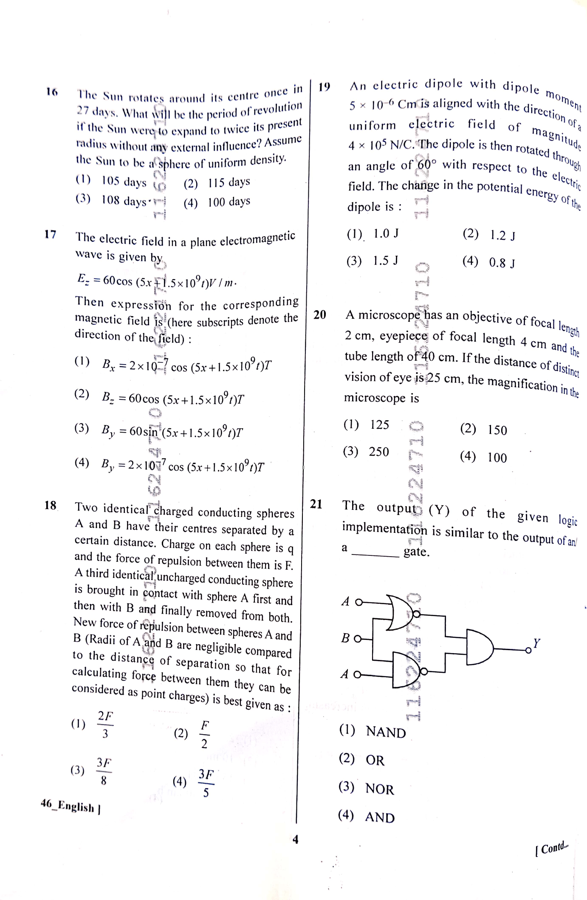 16 The Sun rotates around its centre once in
27 days. What will be the period of revolution
if the Sun were to expand to twice its present
radius without any external influence? Assume
the Sun to be a sphere of uniform density.
(1) 105 days (2) 115 days
(3) 108 days (4) 100 days
17 The electric field in a plane electromagnetic
wave is given by
E_z = 60 cos (5x+1.5×10⁹t)V/m.
Then expression for the corresponding
magnetic field is (here subscripts denote the
direction of the field) :
(1) B_x = 2×10⁻⁷ cos (5x+1.5×10⁹t)T
(2) B_z = 60cos (5x+1.5×10⁹t)T
(3) B_y = 60sin (5x+1.5×10⁹t)T
(4) B_y = 2×10⁻⁷ cos (5x+1.5×10⁹t)T
18 Two identical charged conducting spheres
A and B have their centres separated by a
certain distance. Charge on each sphere is q
and the force of repulsion between them is F.
A third identical uncharged conducting sphere
is brought in contact with sphere A first and
then with B and finally removed from both.
New force of repulsion between spheres A and
B (Radii of A and B are negligible compared
to the distance of separation so that for
calculating force between them they can be
considered as point charges) is best given as :
(1) 2F/3 (2) F/2
(3) 3F/8 (4) 3F/5
46_English ]
19 An electric dipole with dipole moment
5 × 10⁻⁶ Cm is aligned with the direction of a
uniform electric field of magnitude
4 × 10⁵ N/C. The dipole is then rotated through
an angle of 60° with respect to the electric
field. The change in the potential energy of the
dipole is :
(1) 1.0 J (2) 1.2 J
(3) 1.5 J (4) 0.8 J
20 A microscope has an objective of focal length
2 cm, eyepiece of focal length 4 cm and the
tube length of 40 cm. If the distance of distinct
vision of eye is 25 cm, the magnification in the
microscope is
(1) 125 (2) 150
(3) 250 (4) 100
21 The output (Y) of the given logic
implementation is similar to the output of an/
a ______ gate.
A
B
A
Y
(1) NAND
(2) OR
(3) NOR
(4) AND
4
[ Contd...
116224710
116224710
116224710
116224710